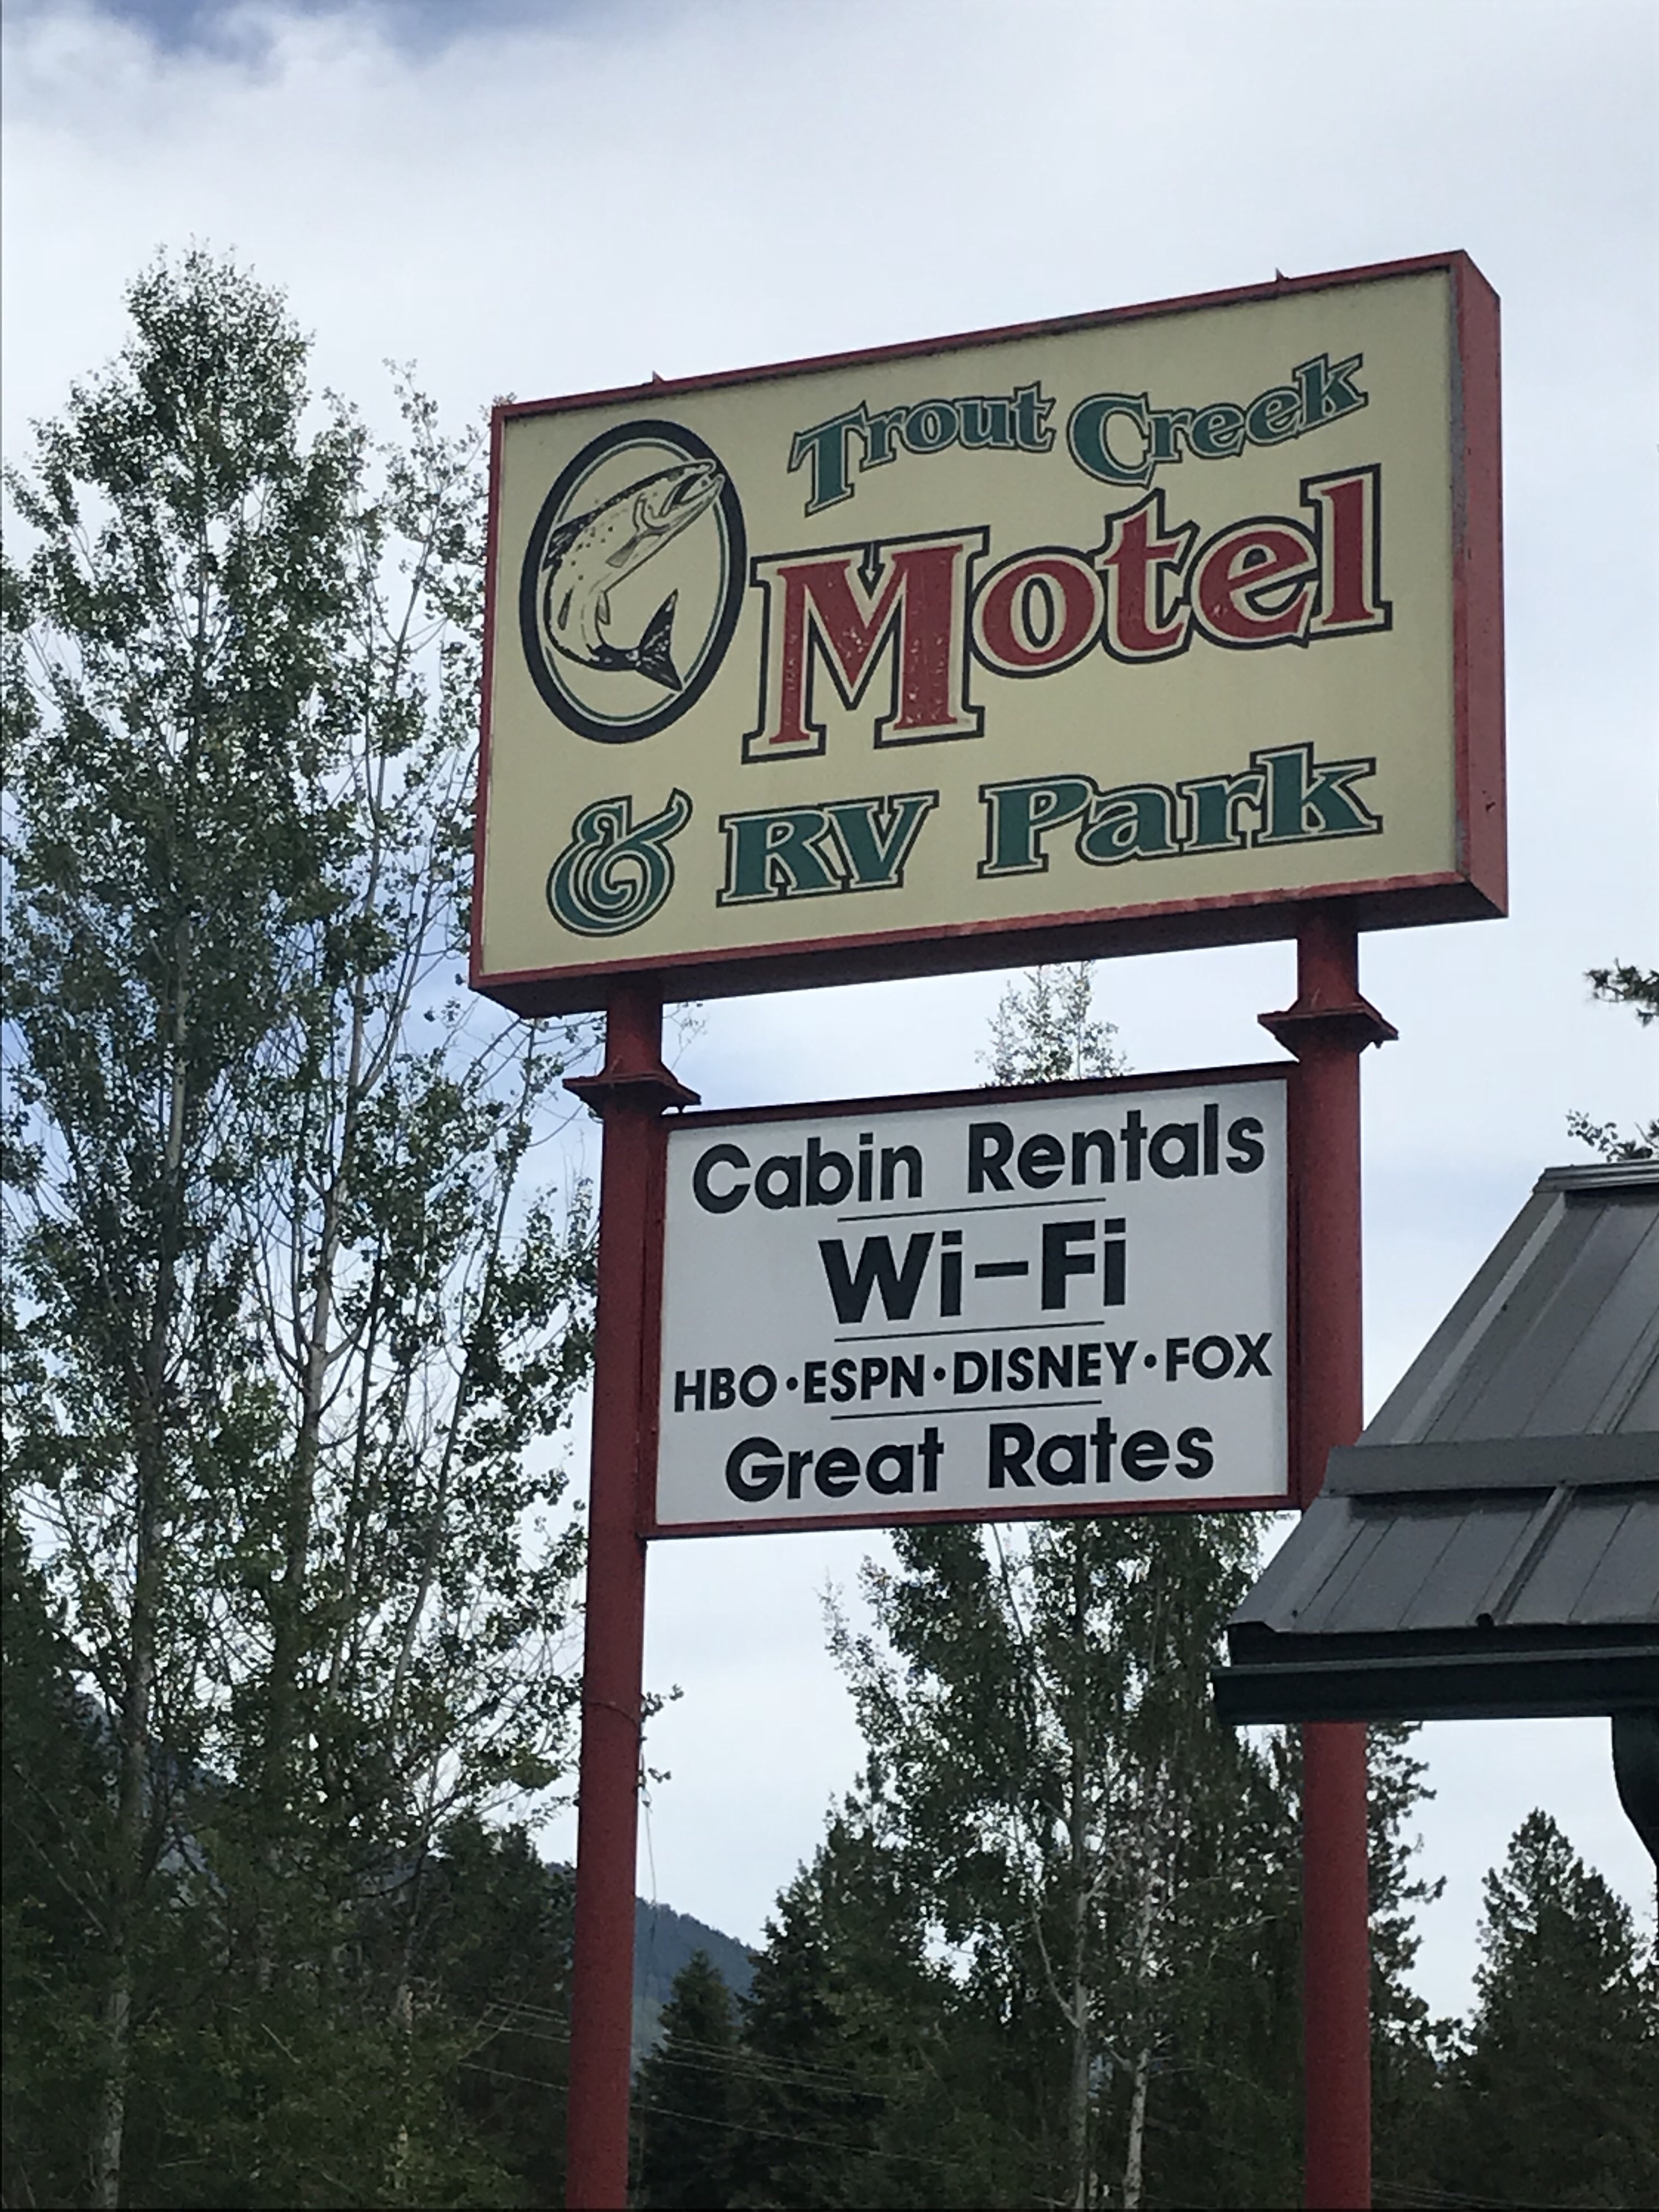 Trout Creek
Motel
& RV Park
Cabin Rentals
Wi-Fi
HBO·ESPN·DISNEY·FOX
Great Rates